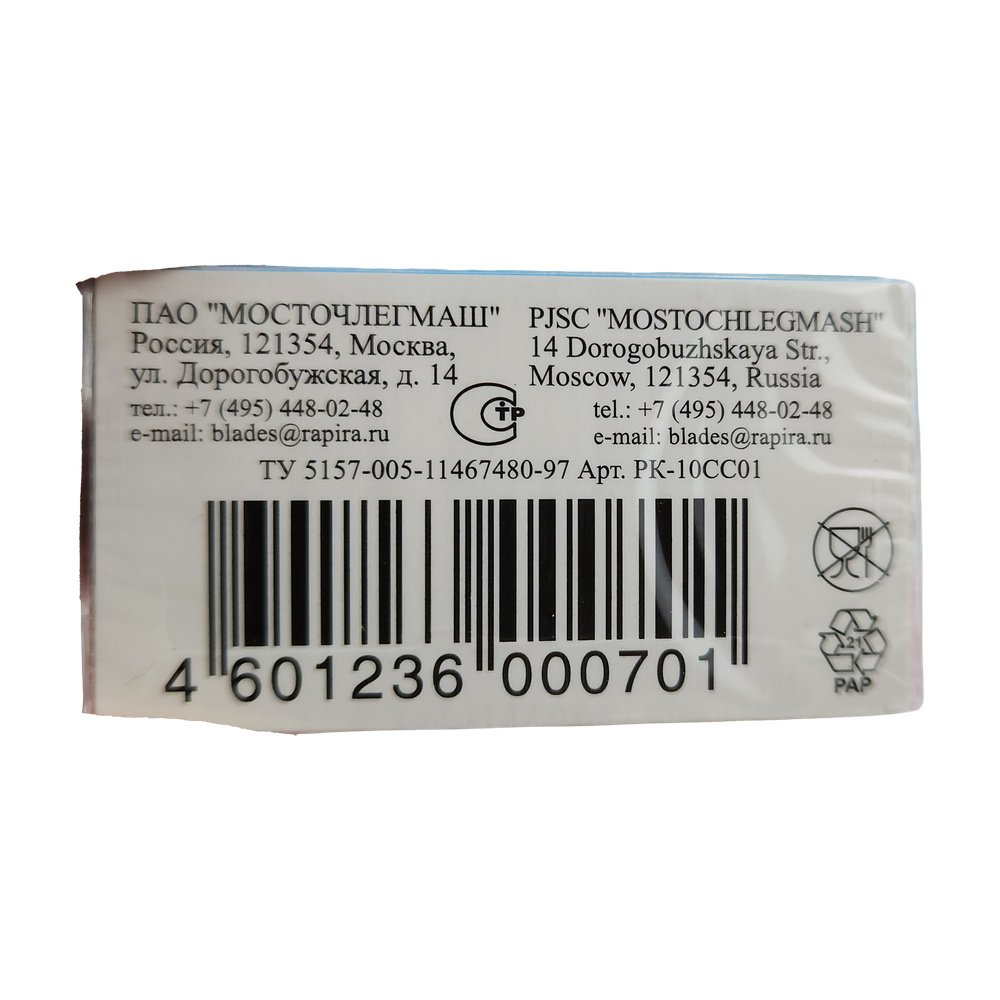 ПАО "МОСТОЧЛЕГМАШ"
Россия, 121354, Москва,
ул. Дорогобужская, д. 14
тел.: +7 (495) 448-02-48
e-mail: blades@rapira.ru
PJSC "MOSTOCHLEGMASH"
14 Dorogobuzhskaya Str.,
Moscow, 121354, Russia
tel.: +7 (495) 448-02-48
e-mail: blades@rapira.ru
СТР
ТУ 5157-005-11467480-97 Арт. РК-10СС01
4 601236 000701
21
PAP